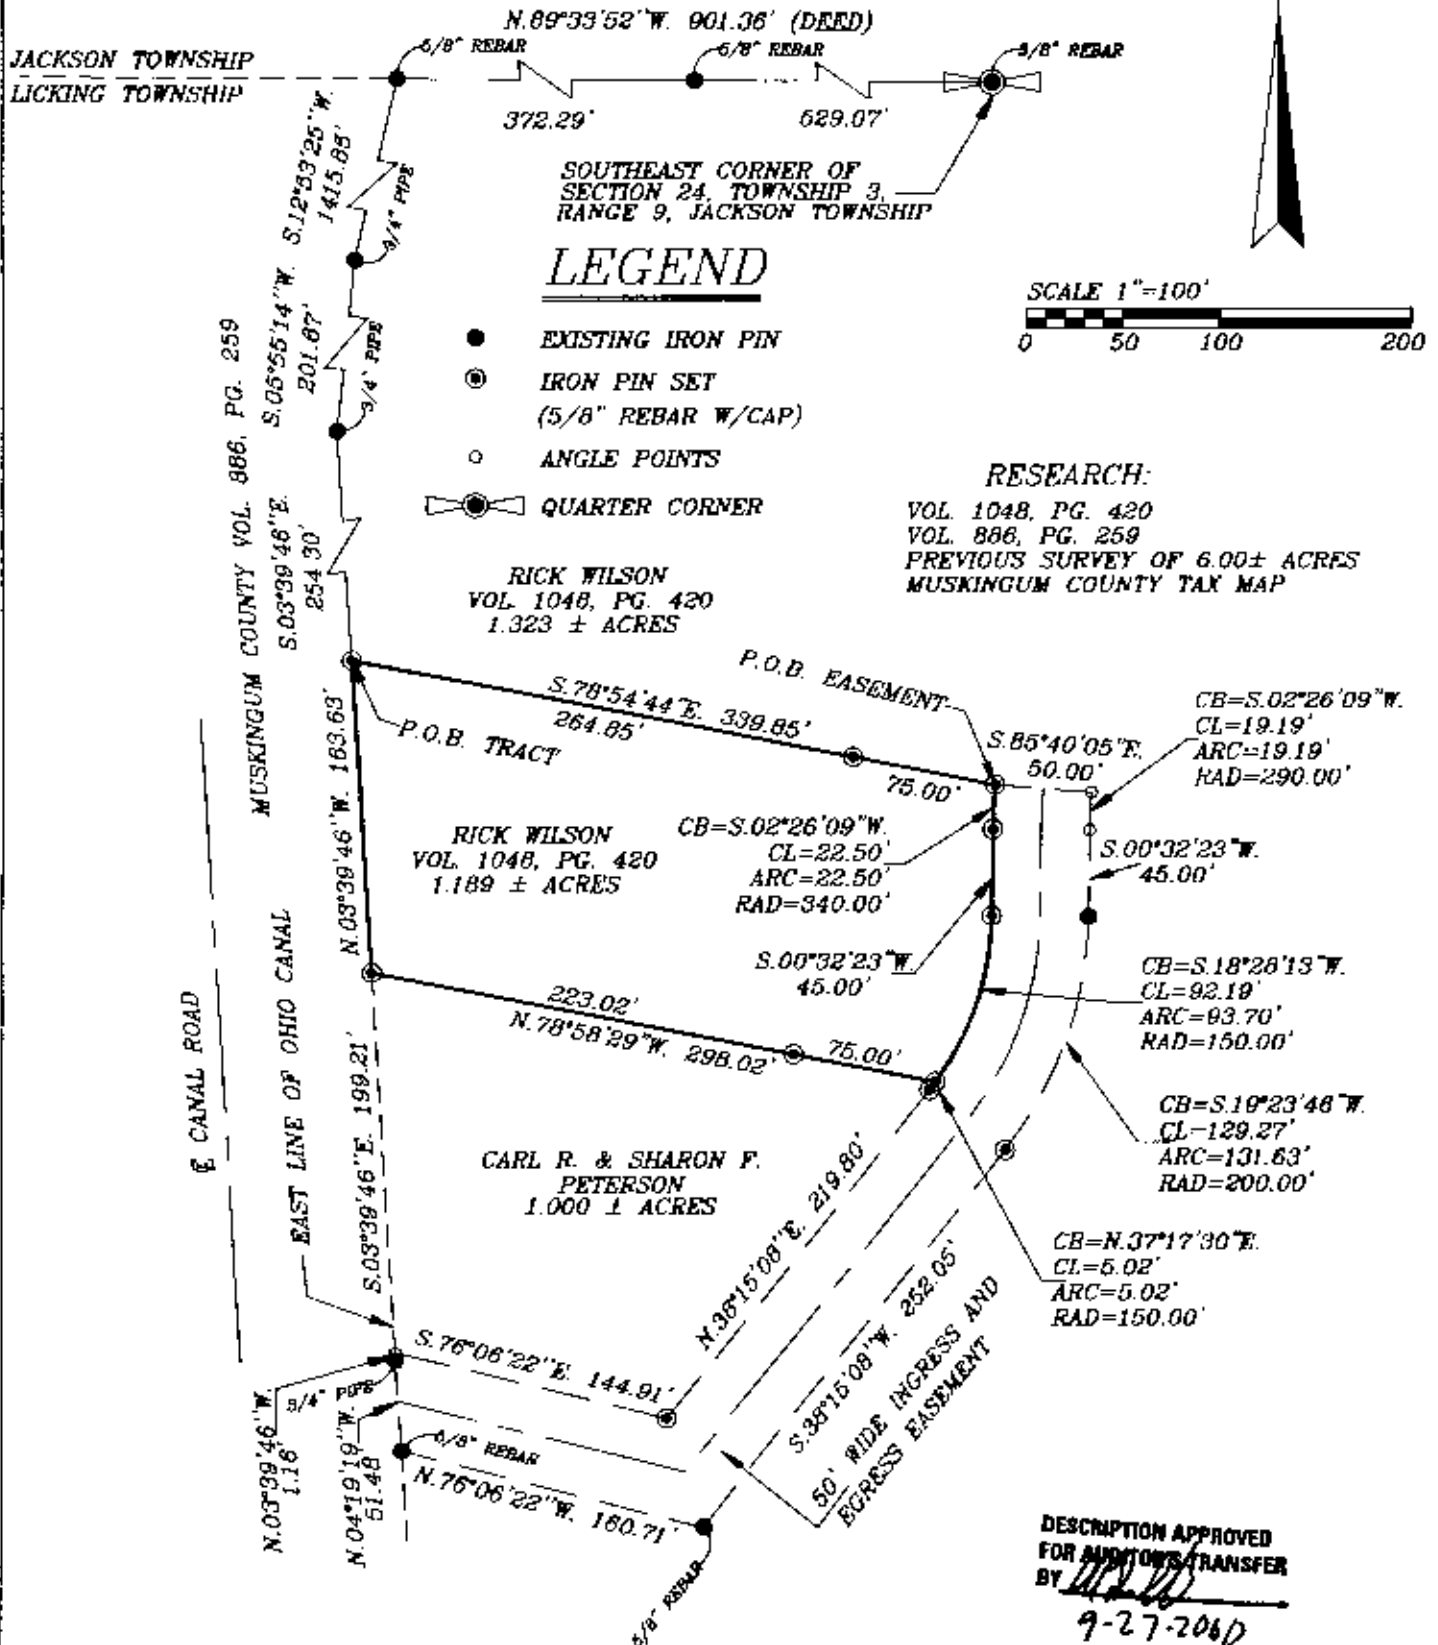 N.89°33'52"W. 901.36' (DEED)
JACKSON TOWNSHIP
LICKING TOWNSHIP
5/8" REBAR
5/8" REBAR
5/8" REBAR
372.29'
529.07'
S.12°53'25"W.
1415.88'
3/4" PIPE
SOUTHEAST CORNER OF
SECTION 24, TOWNSHIP 3,
RANGE 9, JACKSON TOWNSHIP
LEGEND
EXISTING IRON PIN
IRON PIN SET
(5/8" REBAR W/CAP)
ANGLE POINTS
QUARTER CORNER
SCALE 1"=100'
0 50 100 200
S.05°55'14"W.
201.87'
3/4" PIPE
MUSKINGUM COUNTY VOL. 886, PG. 259
S.03°39'46"E.
254.30'
RESEARCH:
VOL. 1048, PG. 420
VOL. 886, PG. 259
PREVIOUS SURVEY OF 6.00± ACRES
MUSKINGUM COUNTY TAX MAP
RICK WILSON
VOL. 1048, PG. 420
1.323 ± ACRES
P.O.B. EASEMENT
S.78°54'44"E. 339.85'
264.85'
75.00'
P.O.B. TRACT
S.85°40'05"E.
50.00'
CB=S.02°26'09"W.
CL=19.19'
ARC=19.19'
RAD=290.00'
N.03°39'46"W. 163.63'
RICK WILSON
VOL. 1048, PG. 420
1.189 ± ACRES
CB=S.02°26'09"W.
CL=22.50'
ARC=22.50'
RAD=340.00'
S.00°32'23"W.
45.00'
S.00°32'23"W.
45.00'
CB=S.18°28'13"W.
CL=92.19'
ARC=93.70'
RAD=150.00'
223.02'
N.78°58'29"W. 298.02'
75.00'
CB=S.19°23'46"W.
CL=129.27'
ARC=131.63'
RAD=200.00'
℄ CANAL ROAD
EAST LINE OF OHIO CANAL
S.03°39'46"E. 199.21'
CARL R. & SHARON F.
PETERSON
1.000 ± ACRES
N.38°15'08"E. 219.80'
CB=N.37°17'30"E.
CL=5.02'
ARC=5.02'
RAD=150.00'
S.38°15'08"W. 252.05'
50' WIDE INGRESS AND
EGRESS EASEMENT
S.76°06'22"E. 144.91'
3/4" PIPE
N.03°39'46"W.
1.16'
N.04°19'19"W.
51.48'
5/8" REBAR
N.76°06'22"W. 160.71'
5/8" REBAR
DESCRIPTION APPROVED
FOR AUDITOR'S TRANSFER
BY